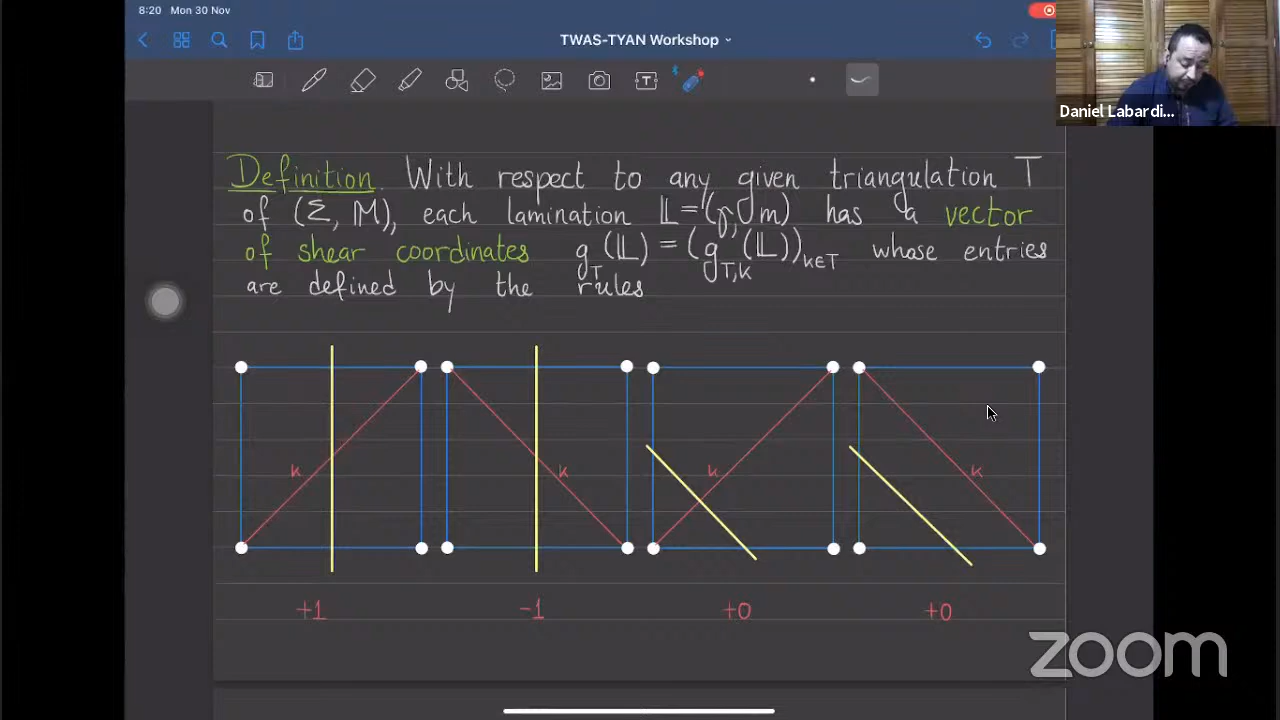 8:20 Mon 30 Nov
TWAS-TYAN Workshop
Daniel Labardi...
Definition. With respect to any given triangulation T
of (Σ, 𝕄), each lamination 𝕃=(γ,m) has a vector
of shear coordinates g_T(𝕃) = (g_{T,k}(𝕃))_{k∈T} whose entries
are defined by the rules
k k k k
+1 -1 +0 +0
zoom